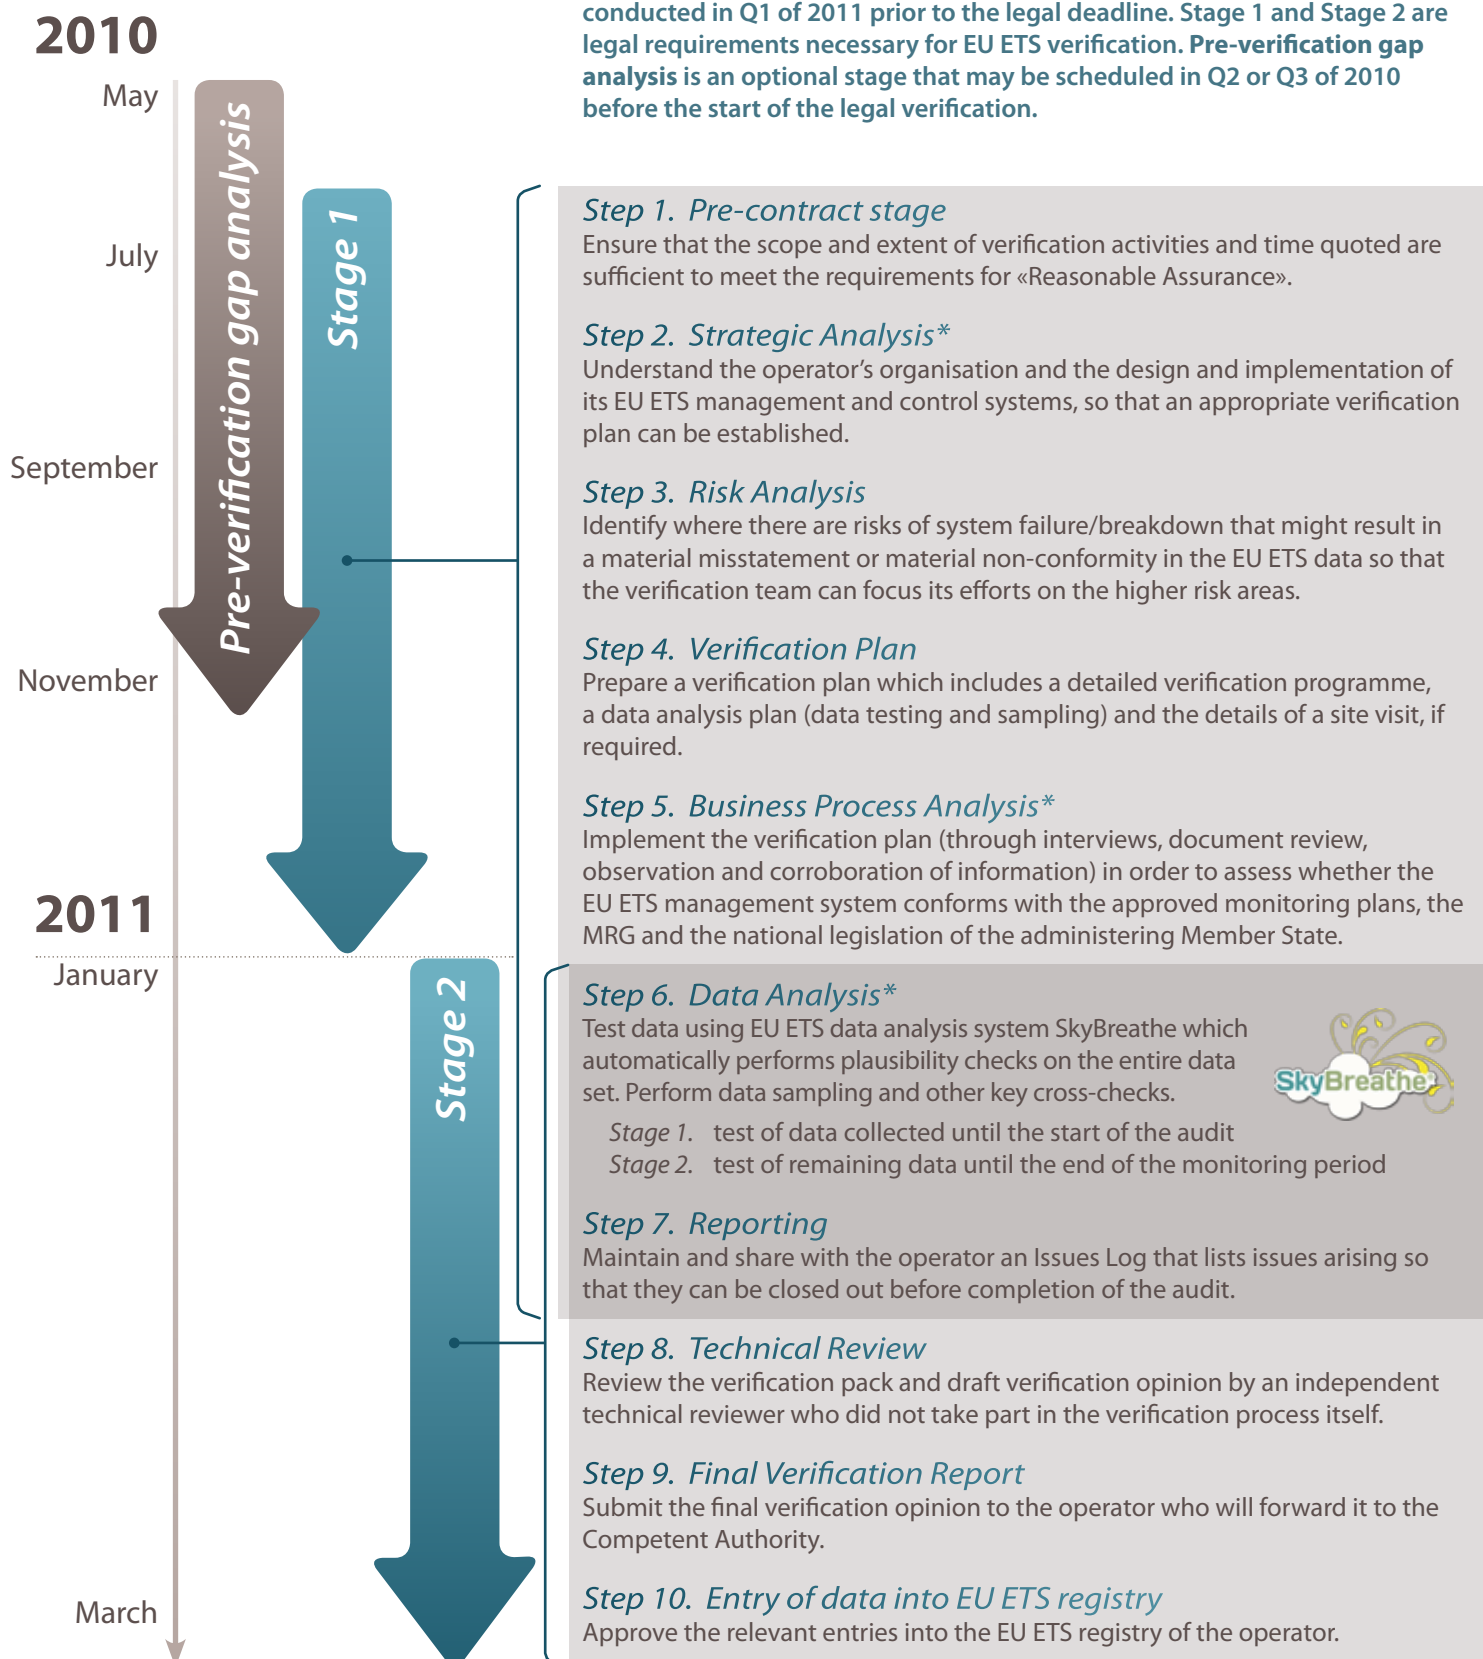 conducted in Q1 of 2011 prior to the legal deadline. Stage 1 and Stage 2 are
legal requirements necessary for EU ETS verification. Pre-verification gap
analysis is an optional stage that may be scheduled in Q2 or Q3 of 2010
before the start of the legal verification.
2010
May
July
September
November
2011
January
March
Pre-verification gap analysis
Stage 1
Stage 2
Step 1. Pre-contract stage
Ensure that the scope and extent of verification activities and time quoted are
sufficient to meet the requirements for «Reasonable Assurance».
Step 2. Strategic Analysis*
Understand the operator's organisation and the design and implementation of
its EU ETS management and control systems, so that an appropriate verification
plan can be established.
Step 3. Risk Analysis
Identify where there are risks of system failure/breakdown that might result in
a material misstatement or material non-conformity in the EU ETS data so that
the verification team can focus its efforts on the higher risk areas.
Step 4. Verification Plan
Prepare a verification plan which includes a detailed verification programme,
a data analysis plan (data testing and sampling) and the details of a site visit, if
required.
Step 5. Business Process Analysis*
Implement the verification plan (through interviews, document review,
observation and corroboration of information) in order to assess whether the
EU ETS management system conforms with the approved monitoring plans, the
MRG and the national legislation of the administering Member State.
Step 6. Data Analysis*
Test data using EU ETS data analysis system SkyBreathe which
automatically performs plausibility checks on the entire data
set. Perform data sampling and other key cross-checks.
SkyBreathe
Stage 1. test of data collected until the start of the audit
Stage 2. test of remaining data until the end of the monitoring period
Step 7. Reporting
Maintain and share with the operator an Issues Log that lists issues arising so
that they can be closed out before completion of the audit.
Step 8. Technical Review
Review the verification pack and draft verification opinion by an independent
technical reviewer who did not take part in the verification process itself.
Step 9. Final Verification Report
Submit the final verification opinion to the operator who will forward it to the
Competent Authority.
Step 10. Entry of data into EU ETS registry
Approve the relevant entries into the EU ETS registry of the operator.